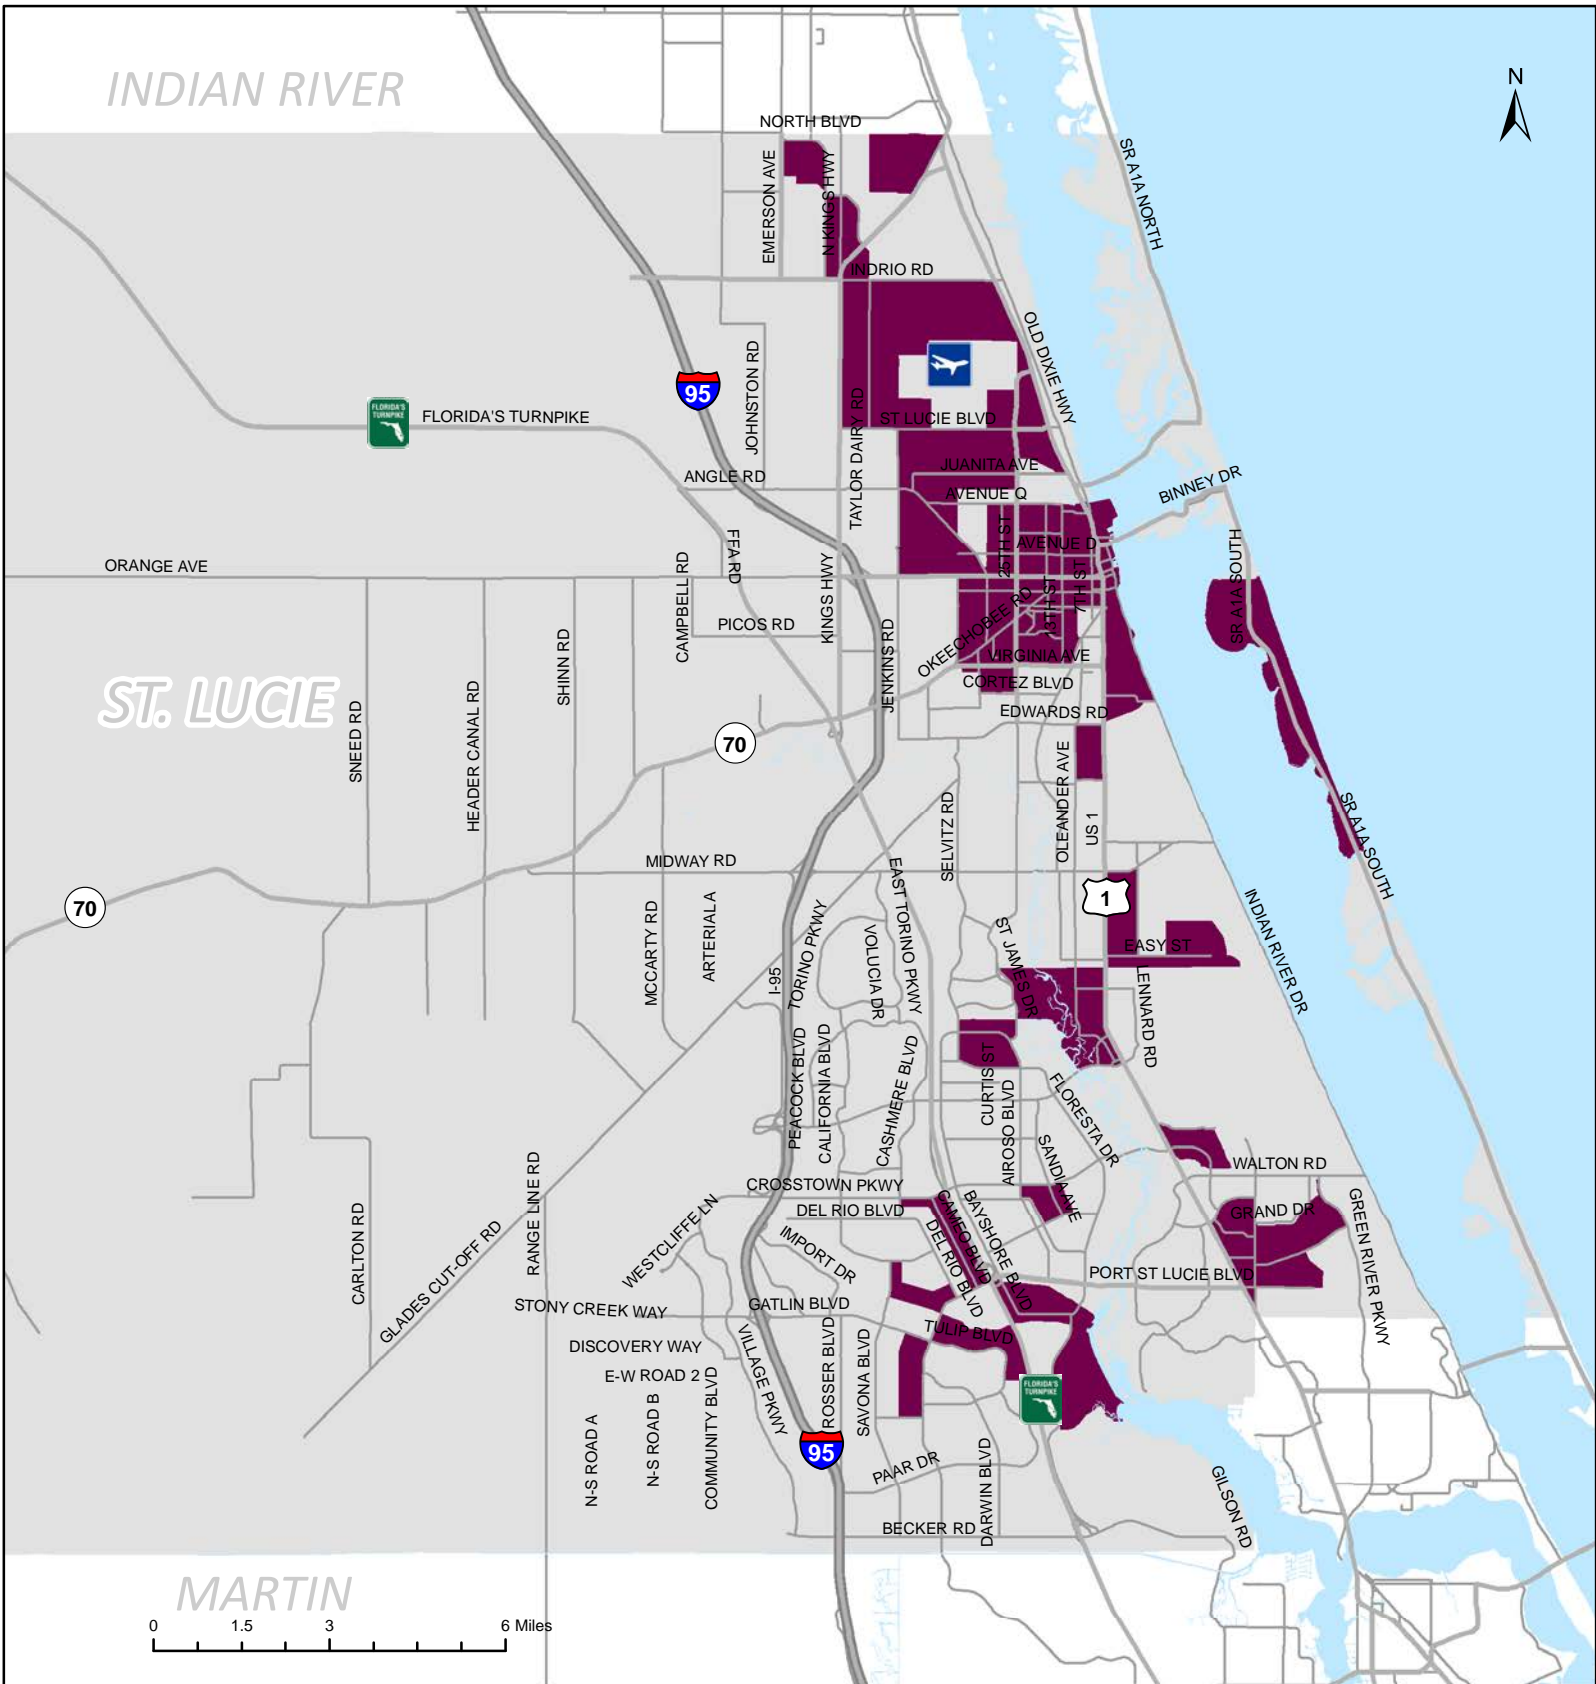 INDIAN RIVER
N
NORTH BLVD
SR A1A NORTH
EMERSON AVE
N KINGS HWY
INDRIO RD
OLD DIXIE HWY
JOHNSTON RD
95
FLORIDA'S TURNPIKE
FLORIDA'S TURNPIKE
TAYLOR DAIRY RD
ST LUCIE BLVD
JUANITA AVE
ANGLE RD
BINNEY DR
AVENUE Q
25TH ST
AVENUE D
FFA RD
ORANGE AVE
CAMPBELL RD
KINGS HWY
13TH ST
7TH ST
SR A1A SOUTH
PICOS RD
OKEECHOBEE RD
SHINN RD
JENKINS RD
VIRGINIA AVE
CORTEZ BLVD
ST. LUCIE
SNEED RD
HEADER CANAL RD
EDWARDS RD
70
OLEANDER AVE
US 1
SELVITZ RD
SR A1A SOUTH
MIDWAY RD
EAST TORINO PKWY
70
1
MCCARTY RD
ARTERIAL A
TORINO PKWY
VOLUCIA DR
ST JAMES DR
EASY ST
INDIAN RIVER DR
I-95
LENNARD RD
PEACOCK BLVD
CALIFORNIA BLVD
CASHMERE BLVD
CURTIS ST
AIROSO BLVD
FLORESTA DR
SANDIA AVE
WALTON RD
RANGE LINE RD
CROSSTOWN PKWY
DEL RIO BLVD
CAMEO BLVD
BAYSHORE BLVD
GRAND DR
GREEN RIVER PKWY
CARLTON RD
GLADES CUT-OFF RD
WESTCLIFFE LN
IMPORT DR
DEL RIO BLVD
PORT ST LUCIE BLVD
STONY CREEK WAY
GATLIN BLVD
TULIP BLVD
DISCOVERY WAY
VILLAGE PKWY
ROSSER BLVD
SAVONA BLVD
E-W ROAD 2
FLORIDA'S TURNPIKE
N-S ROAD A
N-S ROAD B
COMMUNITY BLVD
95
PAAR DR
DARWIN BLVD
GILSON RD
BECKER RD
MARTIN
0 1.5 3 6 Miles